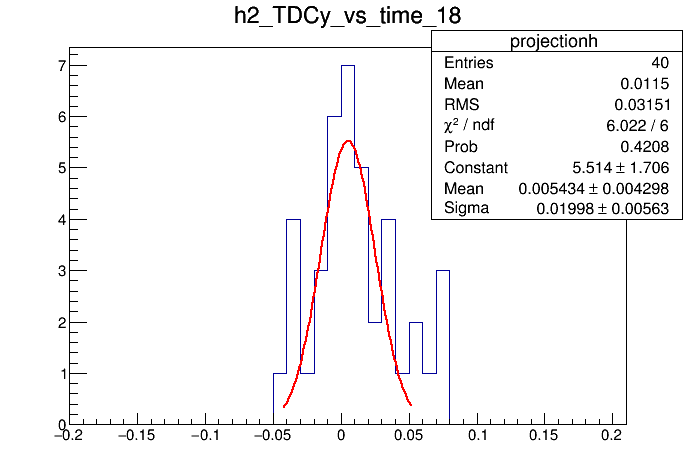 h2_TDCy_vs_time_18
projectionh
Entries 40
Mean 0.0115
RMS 0.03151
χ² / ndf 6.022 / 6
Prob 0.4208
Constant 5.514 ± 1.706
Mean 0.005434 ± 0.004298
Sigma 0.01998 ± 0.00563
7
6
5
4
3
2
1
0
−0.2 −0.15 −0.1 −0.05 0 0.05 0.1 0.15 0.2